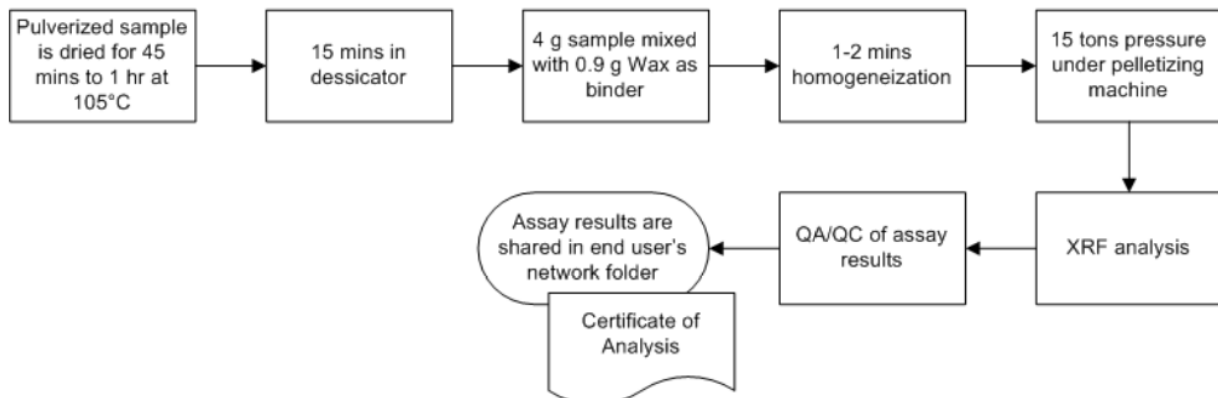 Pulverized sample
is dried for 45
mins to 1 hr at
105°C
15 mins in
dessicator
4 g sample mixed
with 0.9 g Wax as
binder
1-2 mins
homogeneization
15 tons pressure
under pelletizing
machine
XRF analysis
QA/QC of assay
results
Assay results are
shared in end user's
network folder
Certificate of
Analysis